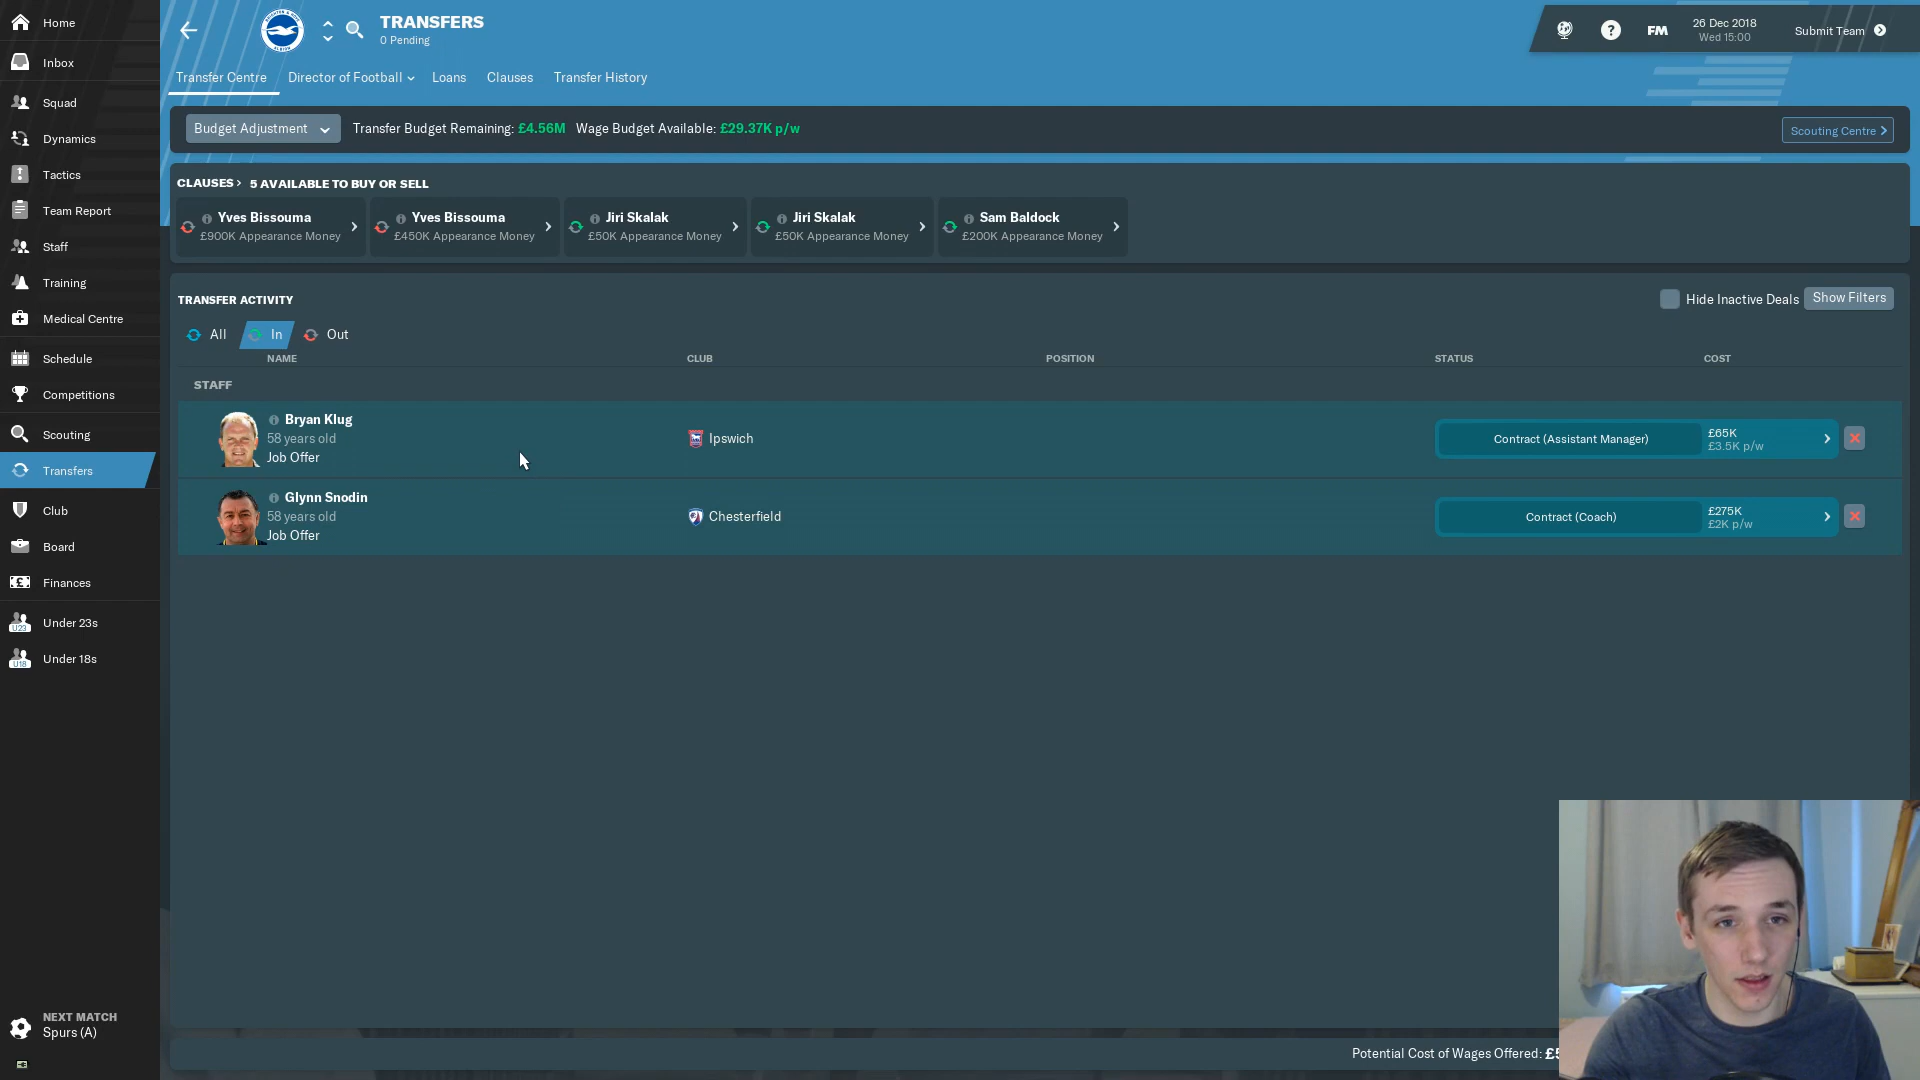 Home
Inbox
Squad
Dynamics
Tactics
Team Report
Staff
Training
Medical Centre
Schedule
Competitions
Scouting
Transfers
Club
Board
Finances
U23
Under 23s
U18
Under 18s
NEXT MATCH
Spurs (A)
TRANSFERS
0 Pending
FM
26 Dec 2018
Wed 15:00
Submit Team
Transfer Centre
Director of Football
Loans
Clauses
Transfer History
Budget Adjustment
Transfer Budget Remaining: £4.56M
Wage Budget Available: £29.37K p/w
Scouting Centre
CLAUSES > 5 AVAILABLE TO BUY OR SELL
Yves Bissouma
£900K Appearance Money
Yves Bissouma
£450K Appearance Money
Jiri Skalak
£50K Appearance Money
Jiri Skalak
£50K Appearance Money
Sam Baldock
£200K Appearance Money
TRANSFER ACTIVITY
Hide Inactive Deals
Show Filters
All
In
Out
NAME
CLUB
POSITION
STATUS
COST
STAFF
Bryan Klug
58 years old
Job Offer
Ipswich
Contract (Assistant Manager)
£65K
£3.5K p/w
Glynn Snodin
58 years old
Job Offer
Chesterfield
Contract (Coach)
£275K
£2K p/w
Potential Cost of Wages Offered: